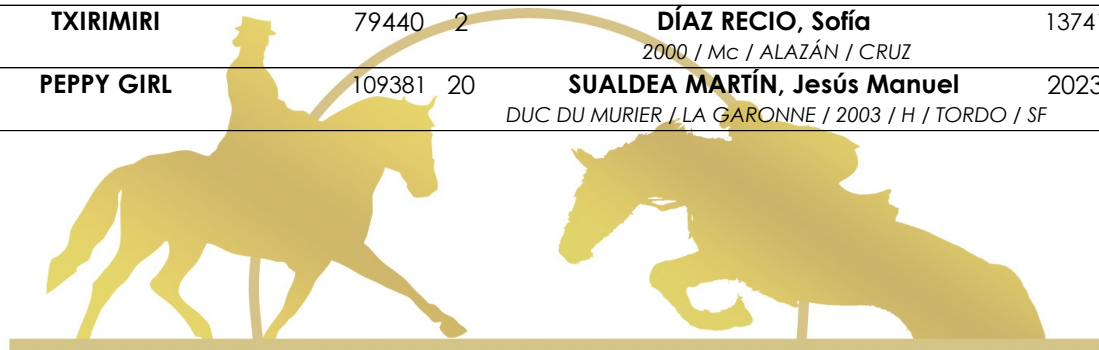 TXIRIMIRI 79440 2 DÍAZ RECIO, Sofía
2000 / Mc / ALAZÁN / CRUZ
PEPPY GIRL 109381 20 SUALDEA MARTÍN, Jesús Manuel 2023
DUC DU MURIER / LA GARONNE / 2003 / H / TORDO / SF